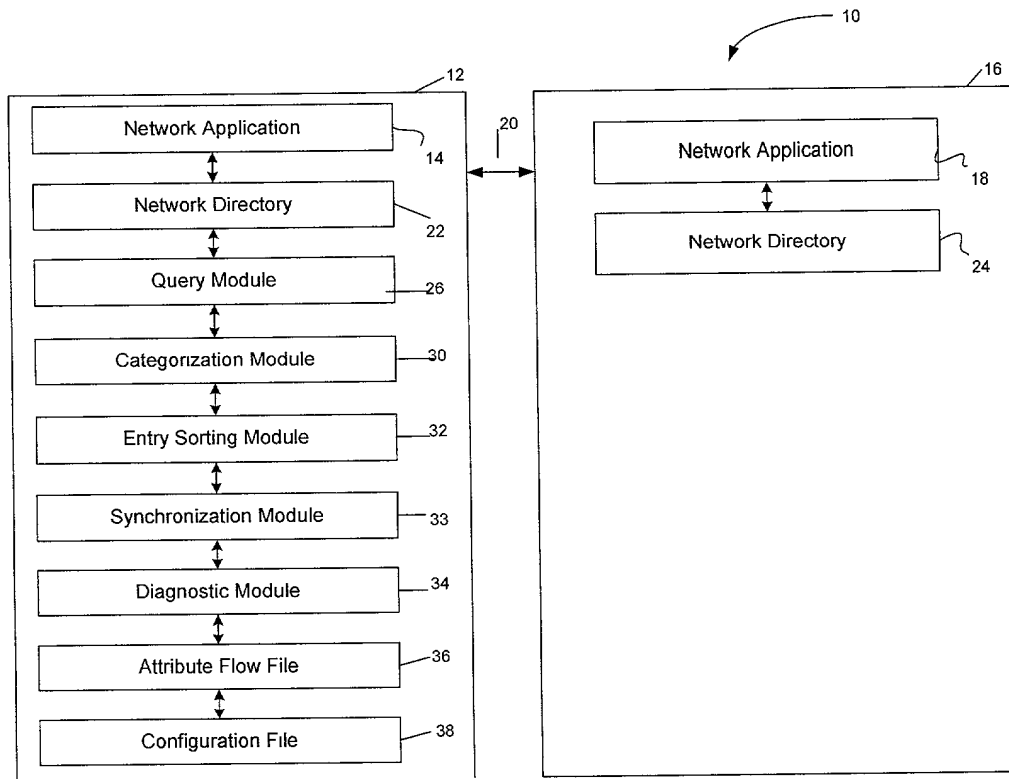 10
12
16
Network Application
14
20
Network Application
18
Network Directory
22
Network Directory
24
Query Module
26
Categorization Module
30
Entry Sorting Module
32
Synchronization Module
33
Diagnostic Module
34
Attribute Flow File
36
Configuration File
38